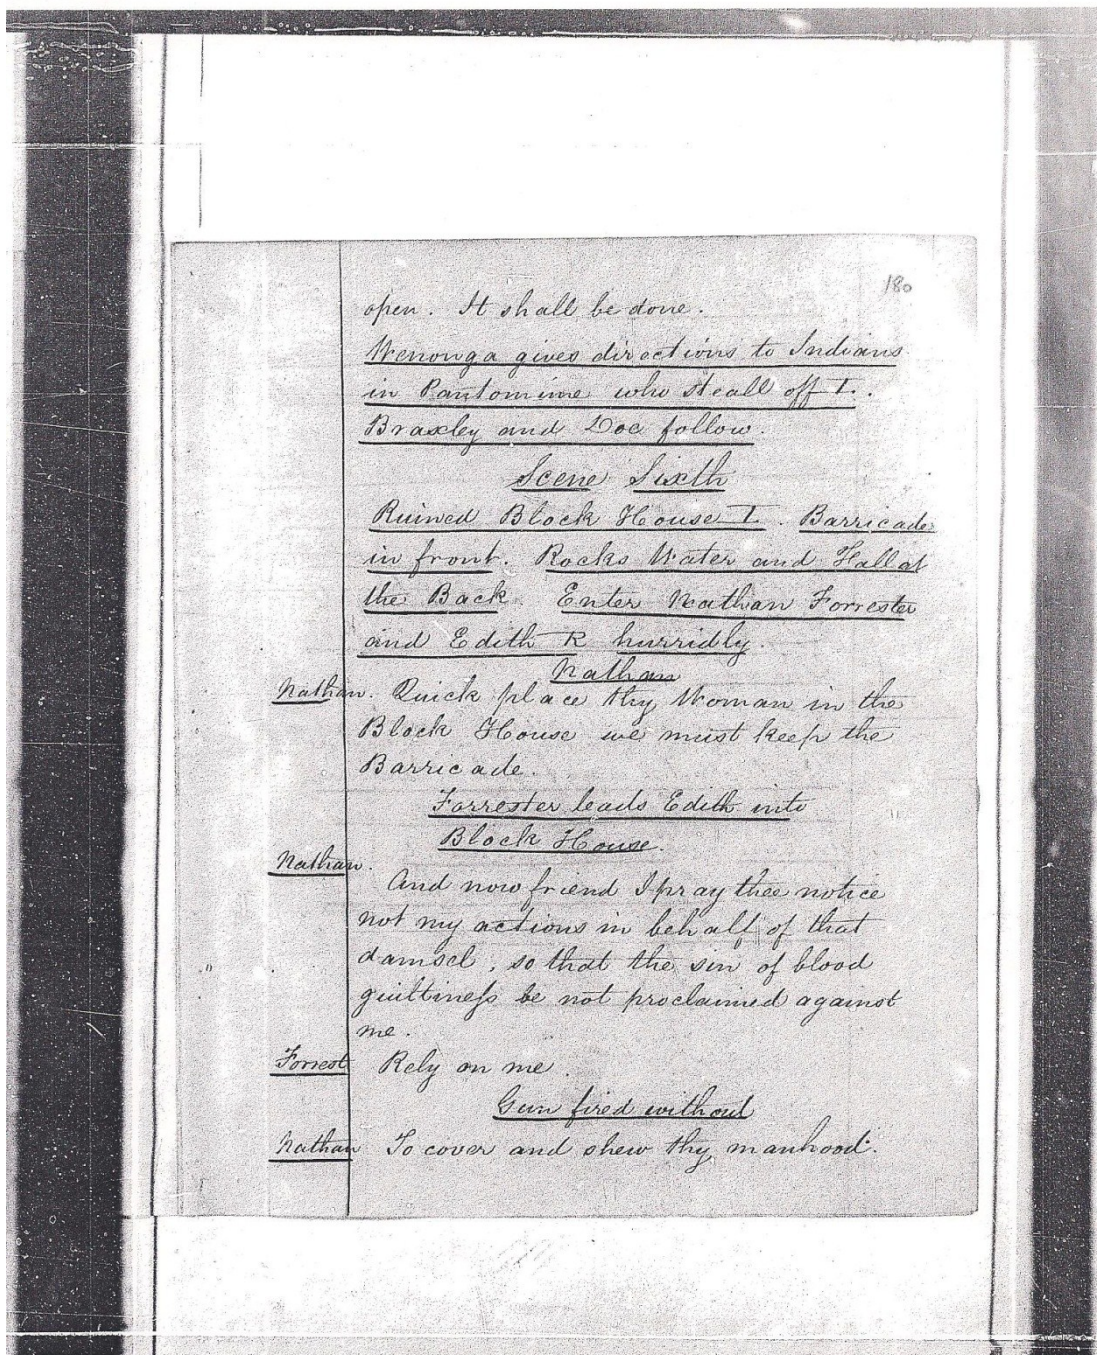 180
open. It shall be done.
Wenonga gives directions to Indians
in Pantomime who steall off L.
Braxley and Doe follow.
Scene Sixth
Ruined Block House L. Barricade
in front. Rocks Water and Fall at
the Back. Enter Nathan Forrester
and Edith R hurridly.
Nathan
Nathan. Quick place thy Woman in the
Block House we must keep the
Barricade.
Forrester leads Edith into
Block House.
Nathan.
And now friend I pray thee notice
not my actions in behalf of that
damsel, so that the sin of blood
guiltiness be not proclaimed against
me.
Forrest Rely on me.
Gun fired without
Nathan To cover and shew thy manhood.